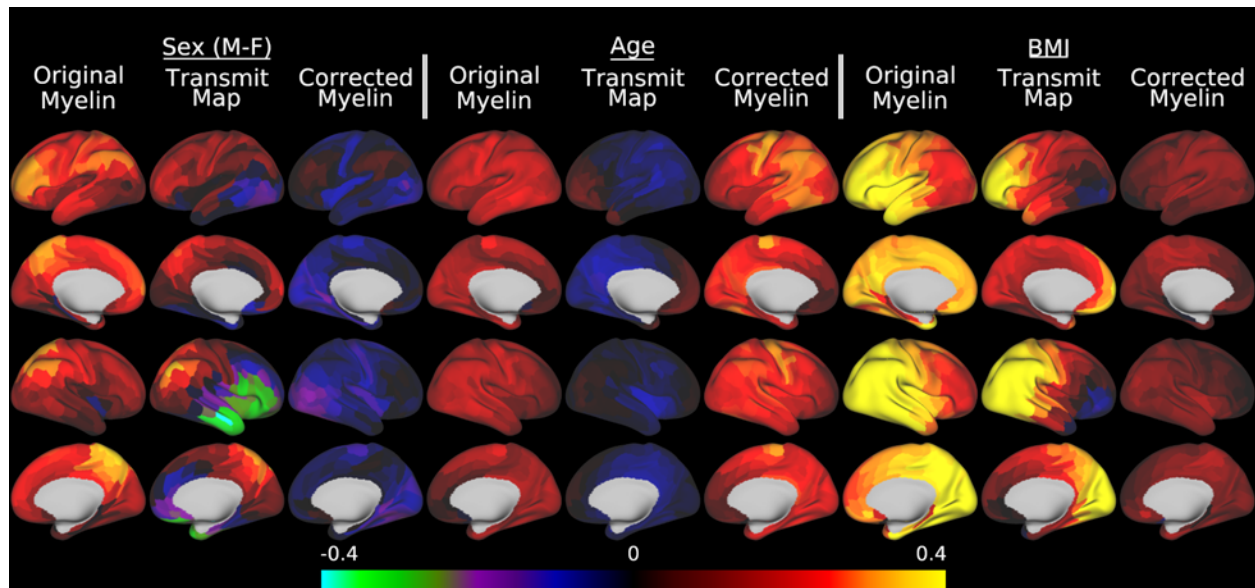 Sex (M-F)
Original Myelin
Transmit Map
Corrected Myelin
Age
Original Myelin
Transmit Map
Corrected Myelin
BMI
Original Myelin
Transmit Map
Corrected Myelin
-0.4
0
0.4